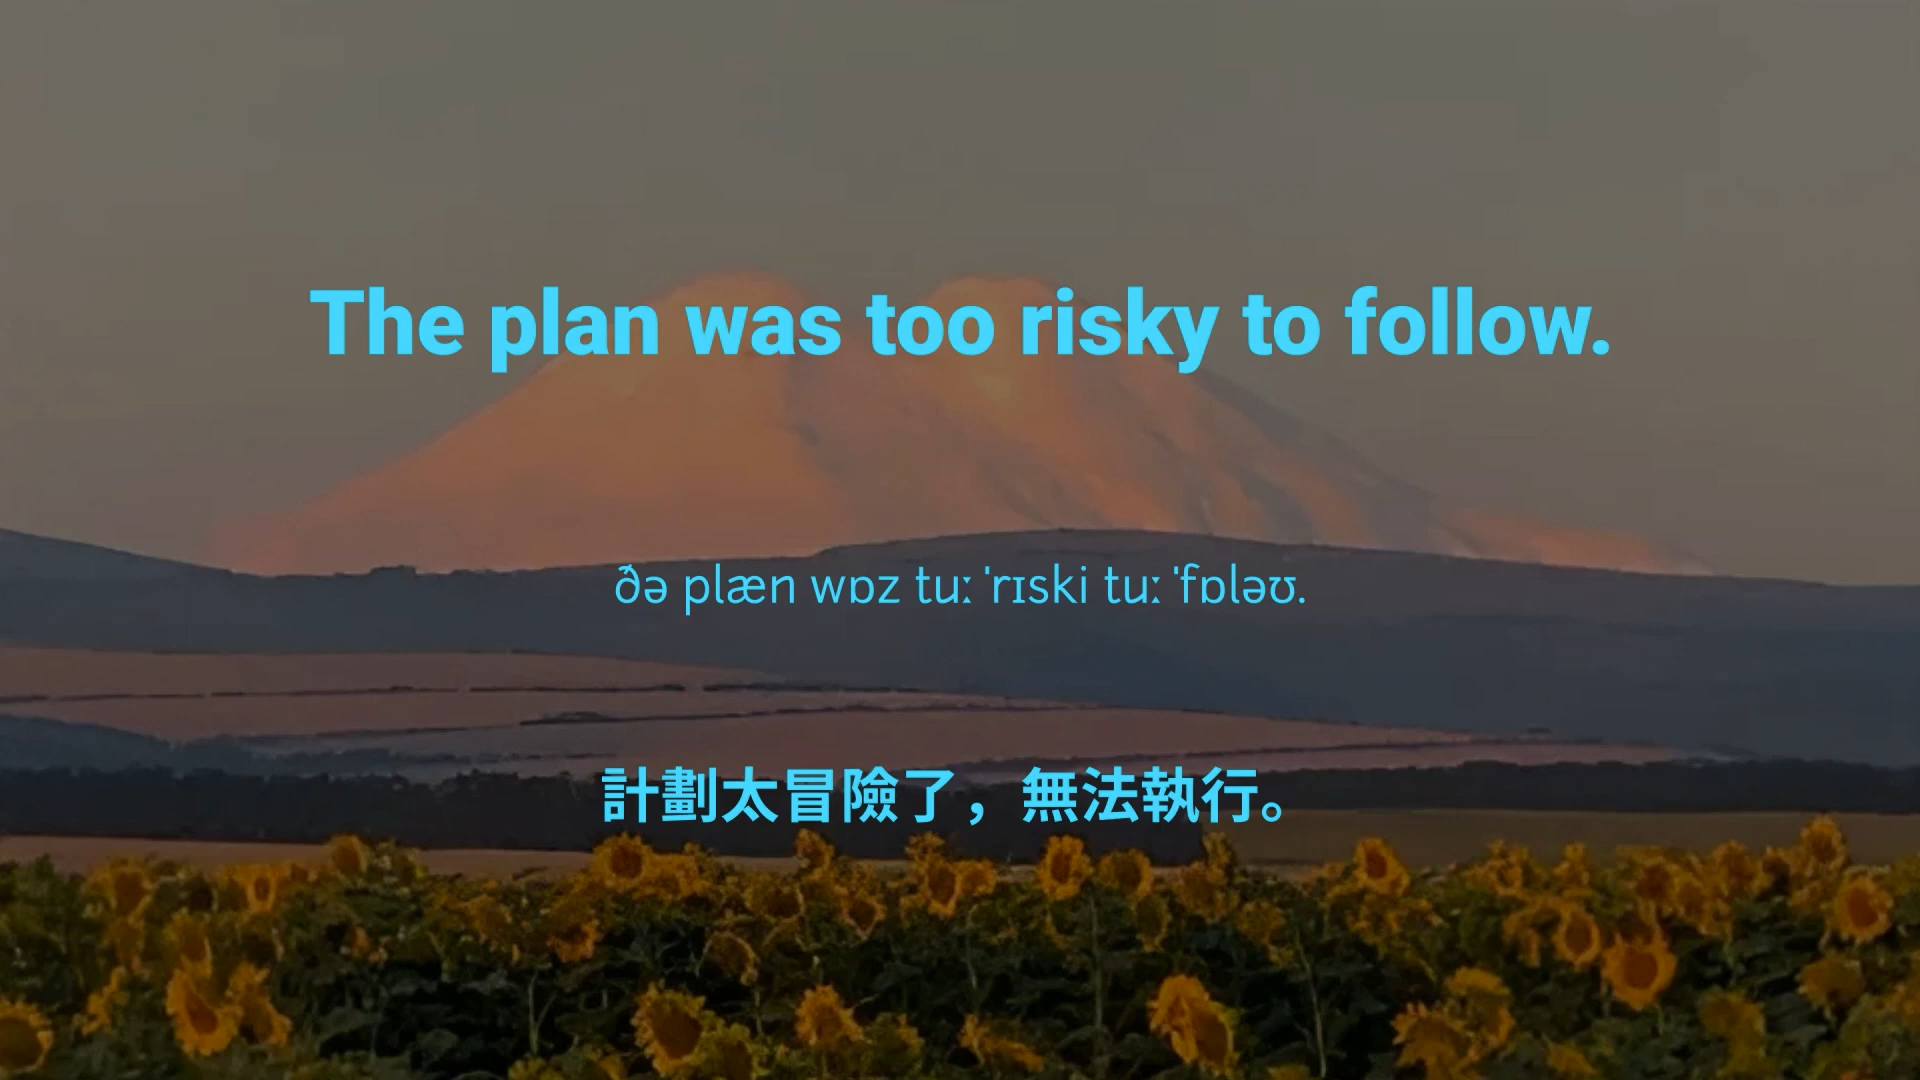 The plan was too risky to follow.
ðə plæn wɒz tuː ˈrɪski tuː ˈfɒləʊ.
計劃太冒險了，無法執行。